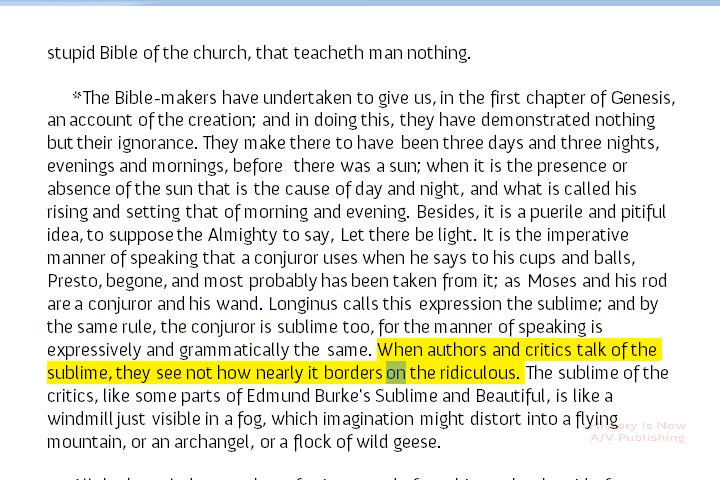 stupid Bible of the church, that teacheth man nothing.
*The Bible-makers have undertaken to give us, in the first chapter of Genesis,
an account of the creation; and in doing this, they have demonstrated nothing
but their ignorance. They make there to have been three days and three nights,
evenings and mornings, before there was a sun; when it is the presence or
absence of the sun that is the cause of day and night, and what is called his
rising and setting that of morning and evening. Besides, it is a puerile and pitiful
idea, to suppose the Almighty to say, Let there be light. It is the imperative
manner of speaking that a conjuror uses when he says to his cups and balls,
Presto, begone, and most probably has been taken from it; as Moses and his rod
are a conjuror and his wand. Longinus calls this expression the sublime; and by
the same rule, the conjuror is sublime too, for the manner of speaking is
expressively and grammatically the same. When authors and critics talk of the
sublime, they see not how nearly it borders on the ridiculous. The sublime of the
critics, like some parts of Edmund Burke's Sublime and Beautiful, is like a
windmill just visible in a fog, which imagination might distort into a flying
mountain, or an archangel, or a flock of wild geese.
History Is Now
A/V Publishing